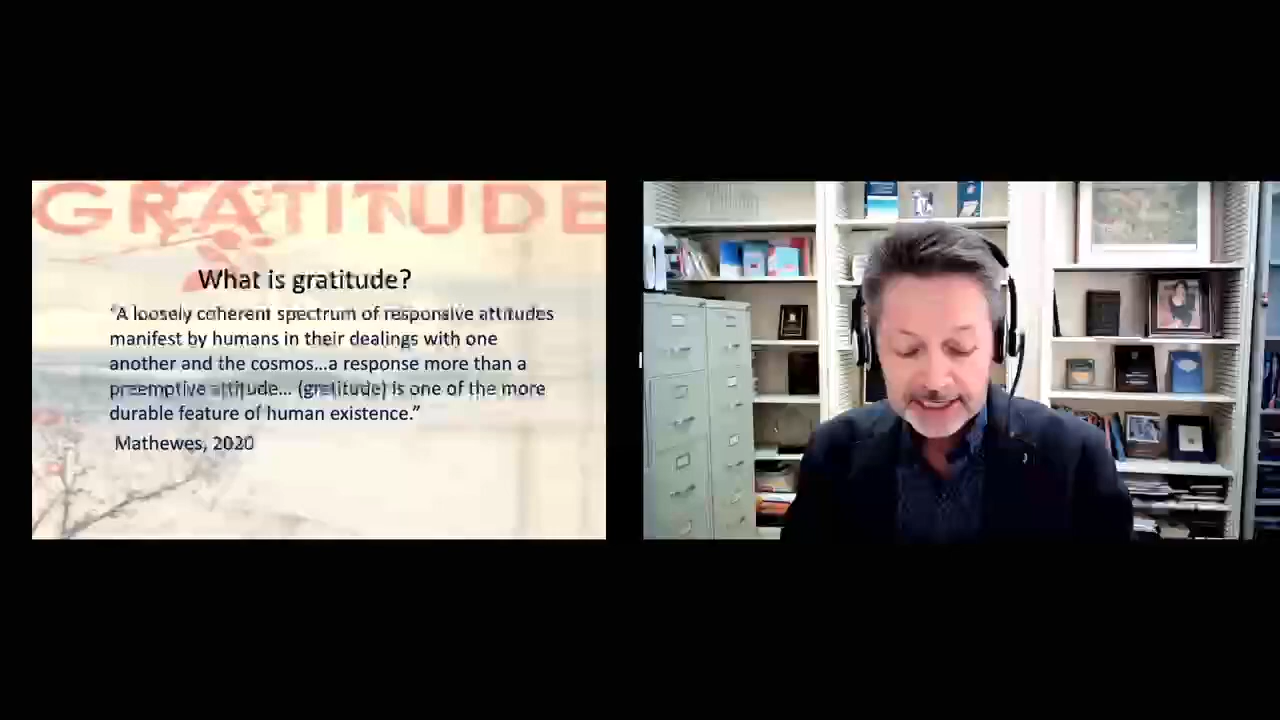 GRATITUDE
What is gratitude?
"A loosely coherent spectrum of responsive attitudes
manifest by humans in their dealings with one
another and the cosmos...a response more than a
preemptive attitude... (gratitude) is one of the more
durable feature of human existence."
Mathewes, 2020